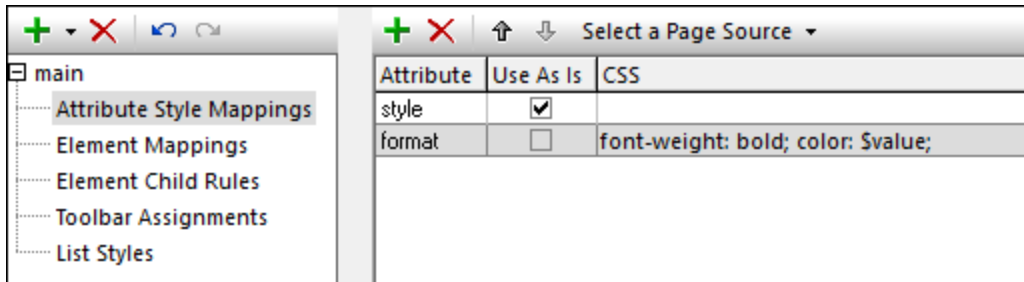 Select a Page Source
main
Attribute Style Mappings
Element Mappings
Element Child Rules
Toolbar Assignments
List Styles
Attribute Use As Is CSS
style
format font-weight: bold; color: $value;